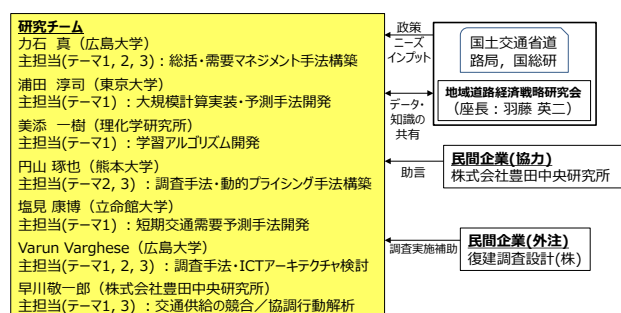 研究チーム
力石 真（広島大学）
主担当(テーマ1, 2, 3）：総括・需要マネジメント手法構築
浦田 淳司（東京大学）
主担当(テーマ1）：大規模計算実装・予測手法開発
美添 一樹（理化学研究所）
主担当(テーマ1）：学習アルゴリズム開発
円山 琢也（熊本大学）
主担当(テーマ2, 3）：調査手法・動的プライシング手法構築
塩見 康博（立命館大学）
主担当(テーマ1）：短期交通需要予測手法開発
Varun Varghese（広島大学）
主担当(テーマ1, 2, 3）：調査手法・ICTアーキテクチャ検討
早川敬一郎（株式会社豊田中央研究所）
主担当(テーマ1, 3）：交通供給の競合／協調行動解析
政策
ニーズ
インプット
国土交通省道
路局，国総研
データ・
知識の
共有
地域道路経済戦略研究会
（座長：羽藤 英二）
助言
民間企業(協力)
株式会社豊田中央研究所
調査実施補助
民間企業(外注)
復建調査設計(株)